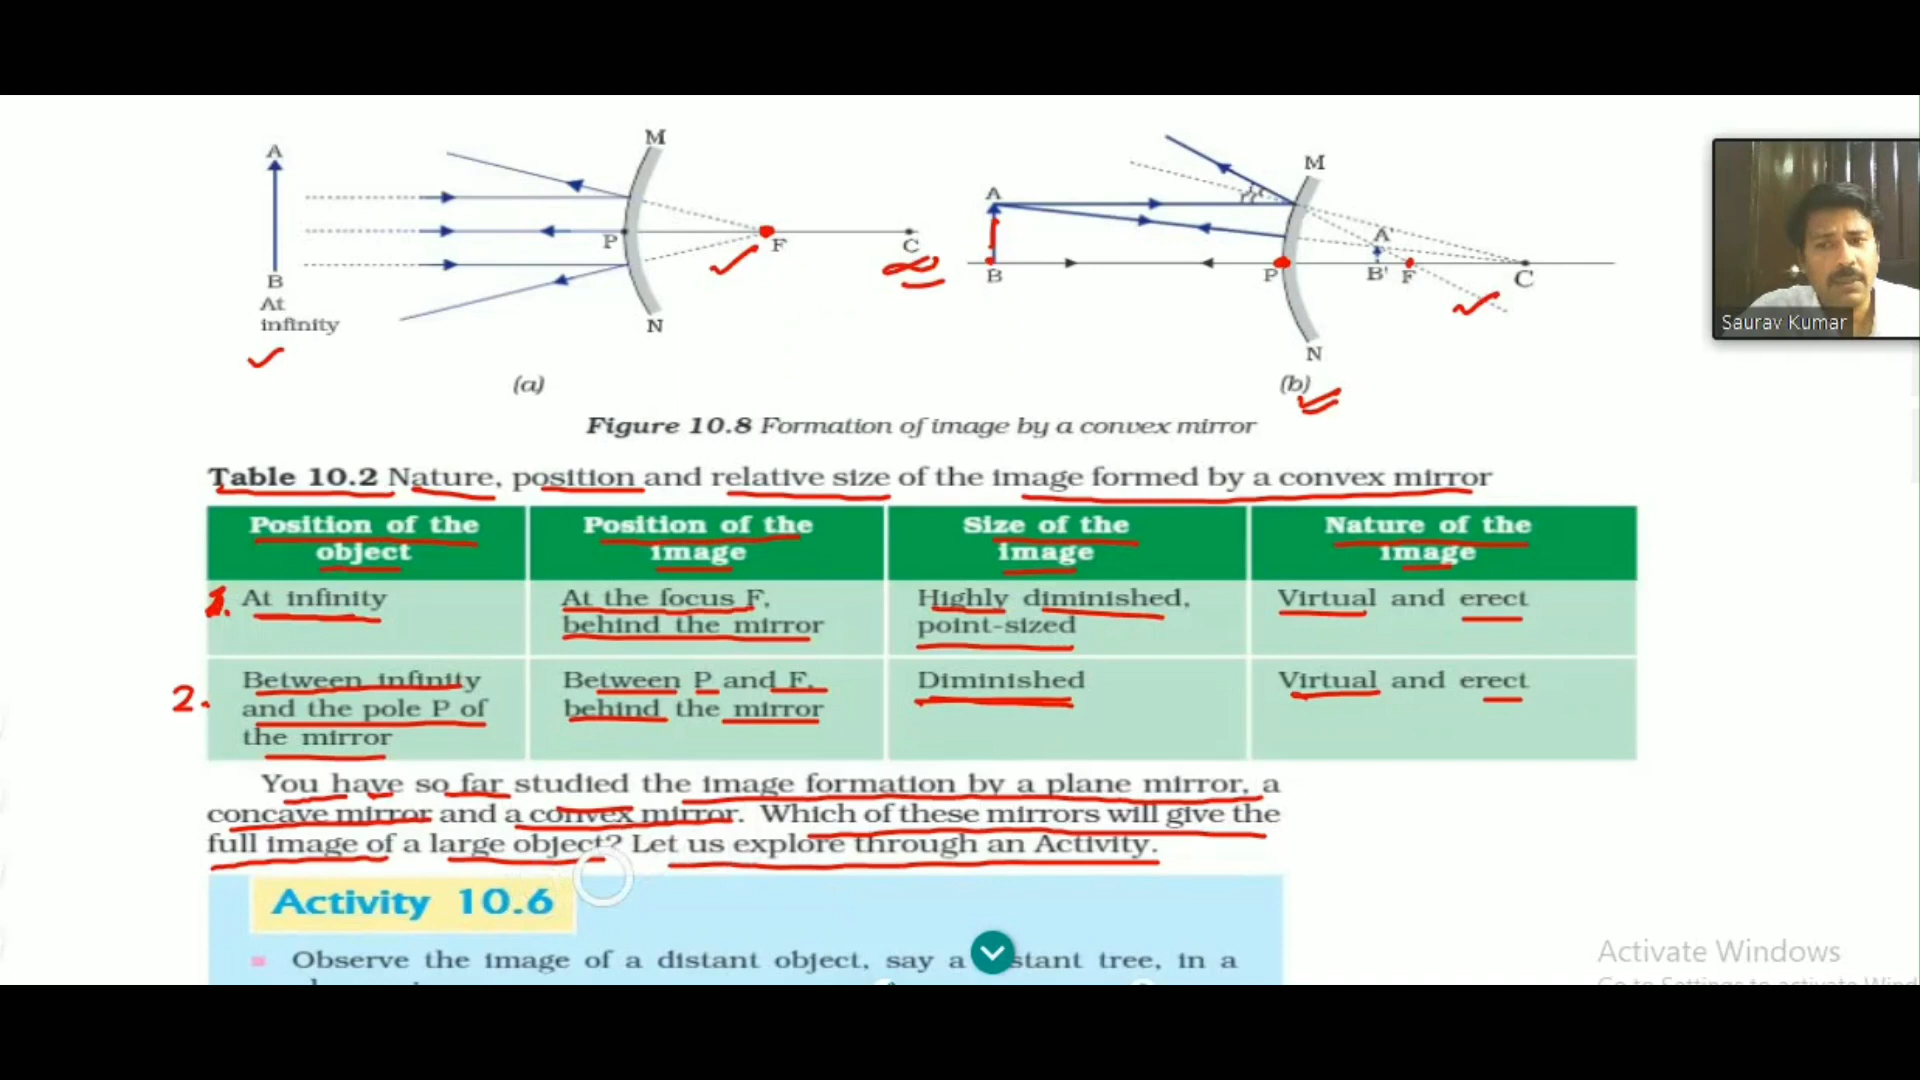 M
A
P
F
C
B
At
infinity
N
(a)
M
A
A'
B
P
B'
F
C
N
(b)
Saurav Kumar
Figure 10.8 Formation of image by a convex mirror
Table 10.2 Nature, position and relative size of the image formed by a convex mirror
Position of the object
Position of the image
Size of the image
Nature of the image
1. At infinity
At the focus F,
behind the mirror
Highly diminished,
point-sized
Virtual and erect
2. Between infinity
and the pole P of
the mirror
Between P and F,
behind the mirror
Diminished
Virtual and erect
You have so far studied the image formation by a plane mirror, a
concave mirror and a convex mirror. Which of these mirrors will give the
full image of a large object? Let us explore through an Activity.
Activity 10.6
Observe the image of a distant object, say a distant tree, in a
Activate Windows